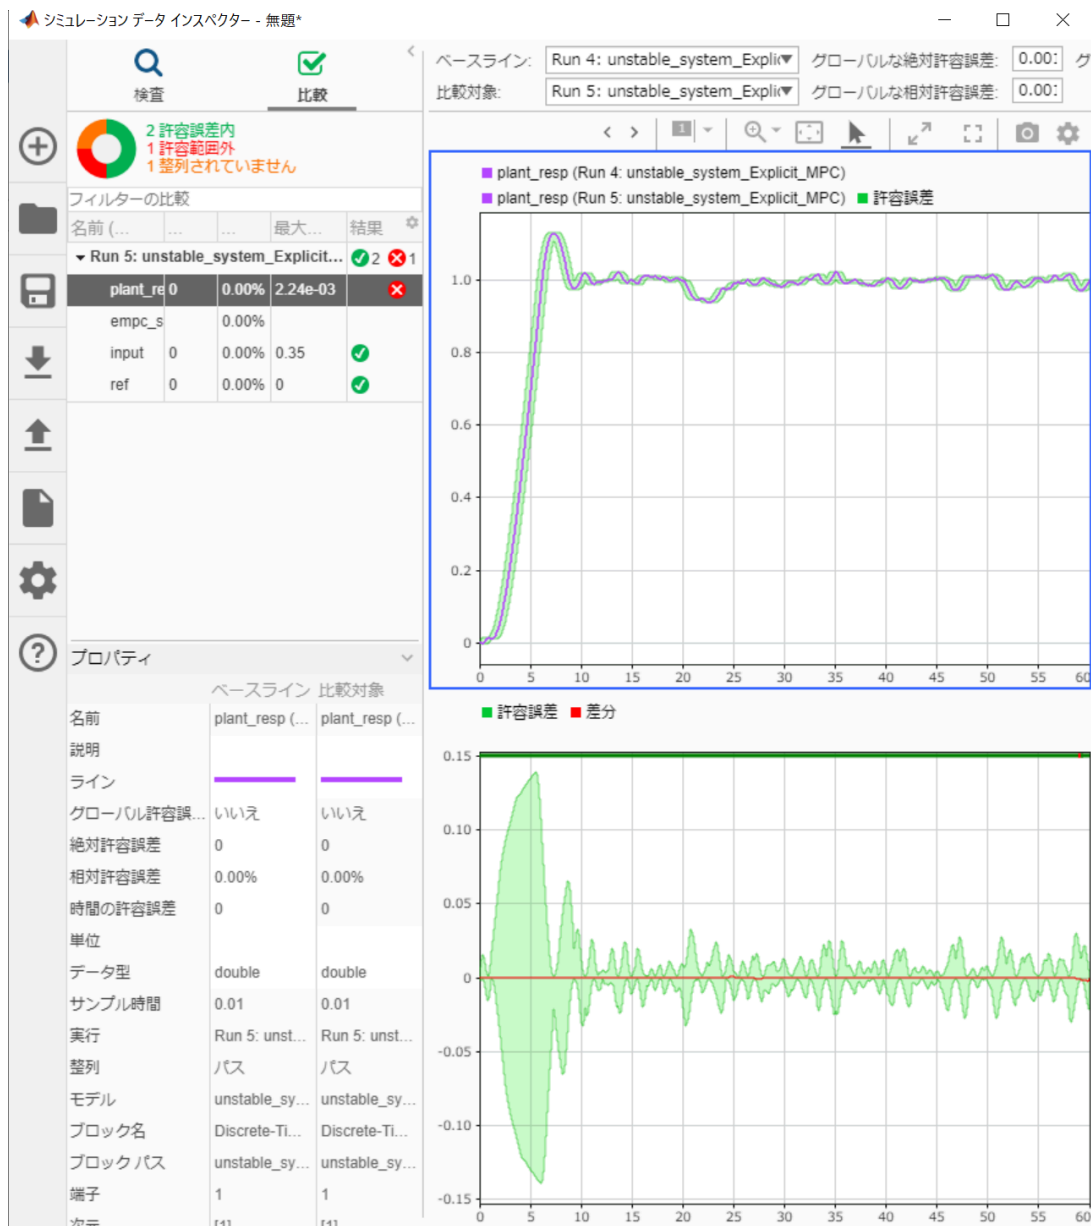 シミュレーション データ インスペクター - 無題*
検査
比較
ベースライン: Run 4: unstable_system_Explic グローバルな絶対許容誤差: 0.001 グ
比較対象: Run 5: unstable_system_Explic グローバルな相対許容誤差: 0.001
2 許容誤差内
1 許容範囲外
1 整列されていません
フィルターの比較
名前 (... ... ... 最大... 結果
Run 5: unstable_system_Explicit... 2 1
plant_re 0 0.00% 2.24e-03
empc_s 0.00%
input 0 0.00% 0.35
ref 0 0.00% 0
プロパティ
ベースライン 比較対象
名前 plant_resp (... plant_resp (...
説明
ライン
グローバル許容誤... いいえ いいえ
絶対許容誤差 0 0
相対許容誤差 0.00% 0.00%
時間の許容誤差 0 0
単位
データ型 double double
サンプル時間 0.01 0.01
実行 Run 5: unst... Run 5: unst...
整列 パス パス
モデル unstable_sy... unstable_sy...
ブロック名 Discrete-Ti... Discrete-Ti...
ブロック パス unstable_sy... unstable_sy...
端子 1 1
次元 [1] [1]
1
plant_resp (Run 4: unstable_system_Explicit_MPC)
plant_resp (Run 5: unstable_system_Explicit_MPC) 許容誤差
1.0
0.8
0.6
0.4
0.2
0
0 5 10 15 20 25 30 35 40 45 50 55 60
許容誤差 差分
0.15
0.10
0.05
0
-0.05
-0.10
-0.15
0 5 10 15 20 25 30 35 40 45 50 55 60